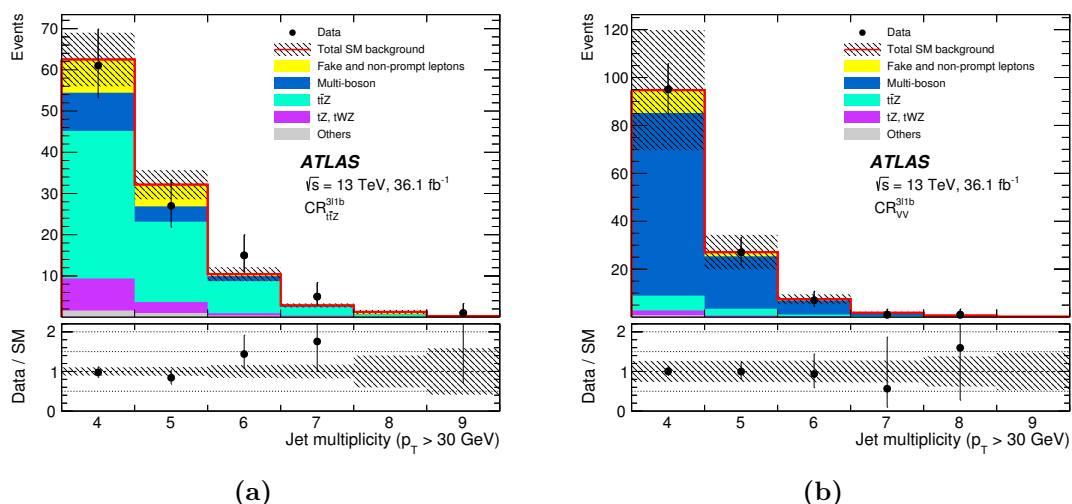 Events
70
60
50
40
30
20
10
Data
Total SM background
Fake and non-prompt leptons
Multi-boson
tt̄Z
tZ, tWZ
Others
ATLAS
√s = 13 TeV, 36.1 fb⁻¹
CR³ˡ¹ᵇ_tt̄Z
Data / SM
2
1
0
4 5 6 7 8 9
Jet multiplicity (p_T > 30 GeV)
(a)
Events
120
100
80
60
40
20
Data
Total SM background
Fake and non-prompt leptons
Multi-boson
tt̄Z
tZ, tWZ
Others
ATLAS
√s = 13 TeV, 36.1 fb⁻¹
CR³ˡ¹ᵇ_VV
Data / SM
2
1
0
4 5 6 7 8 9
Jet multiplicity (p_T > 30 GeV)
(b)